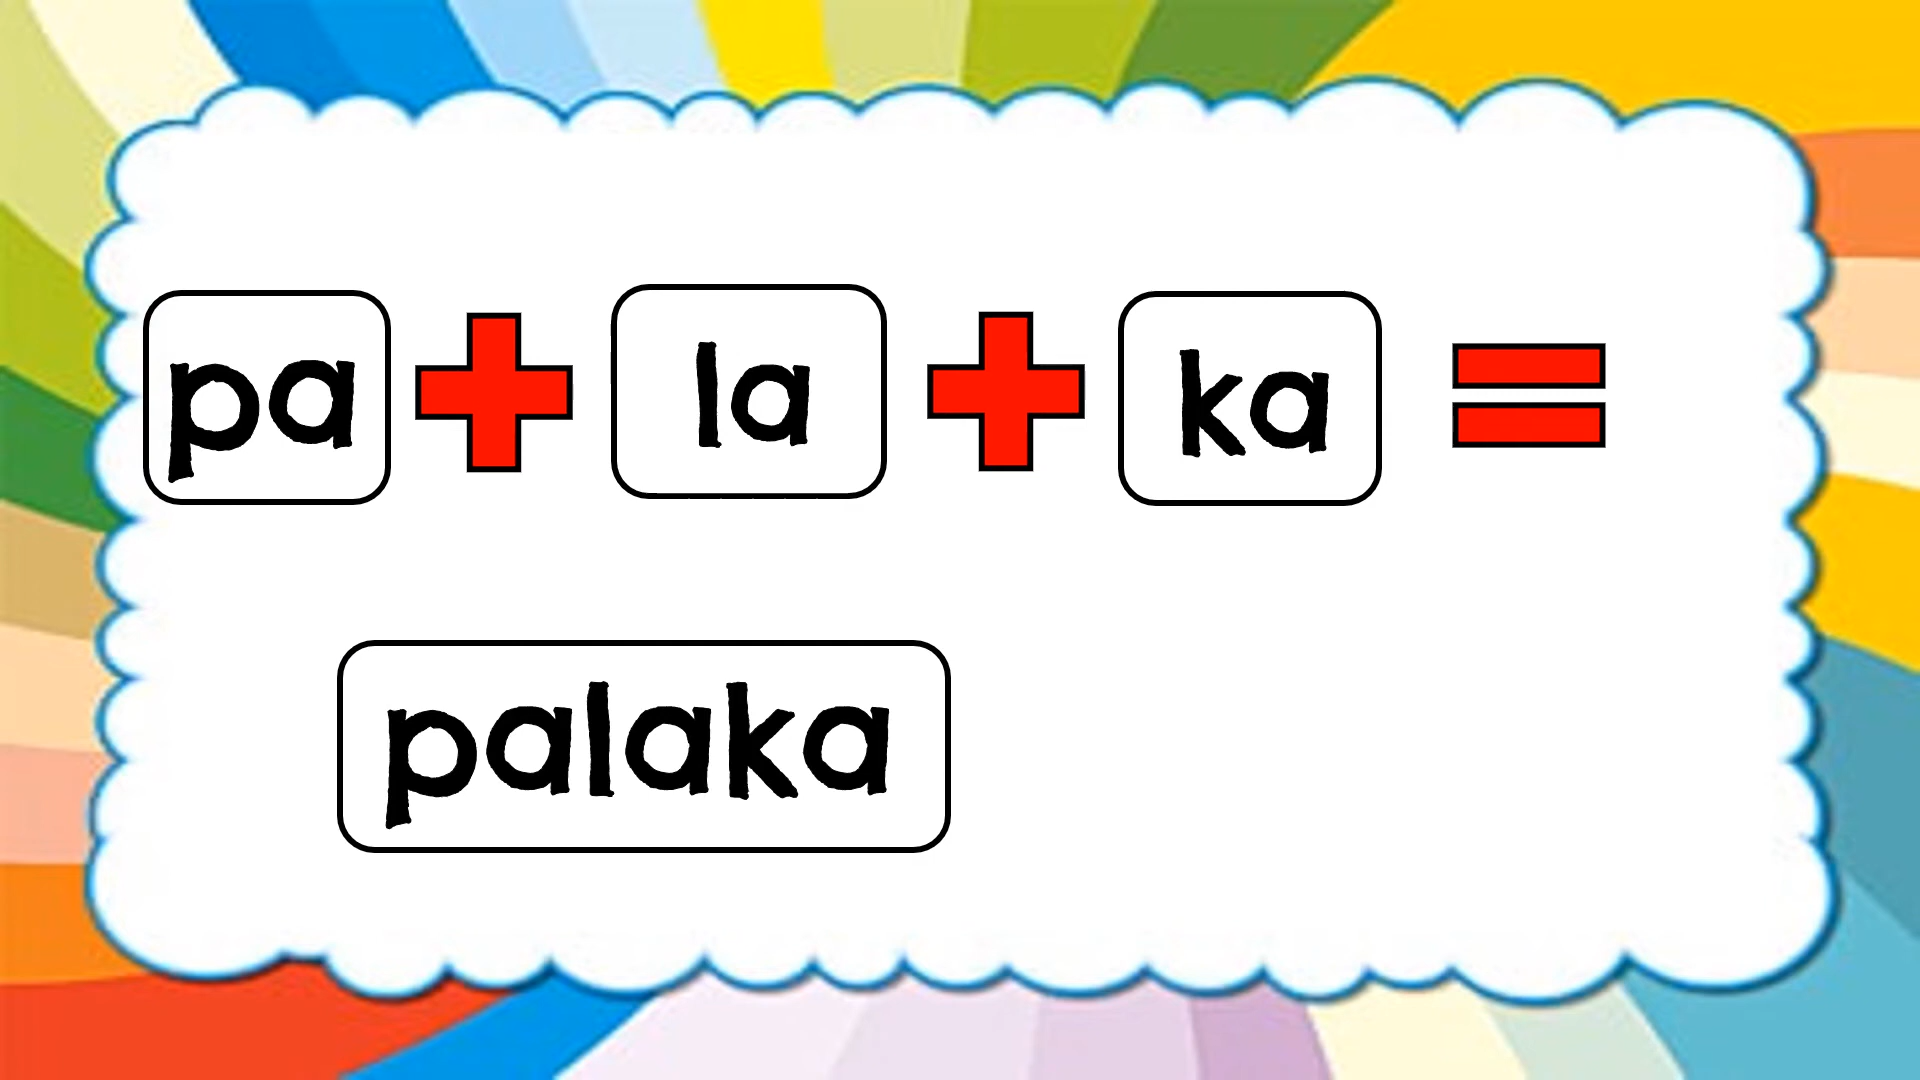 pa + la + ka =
palaka